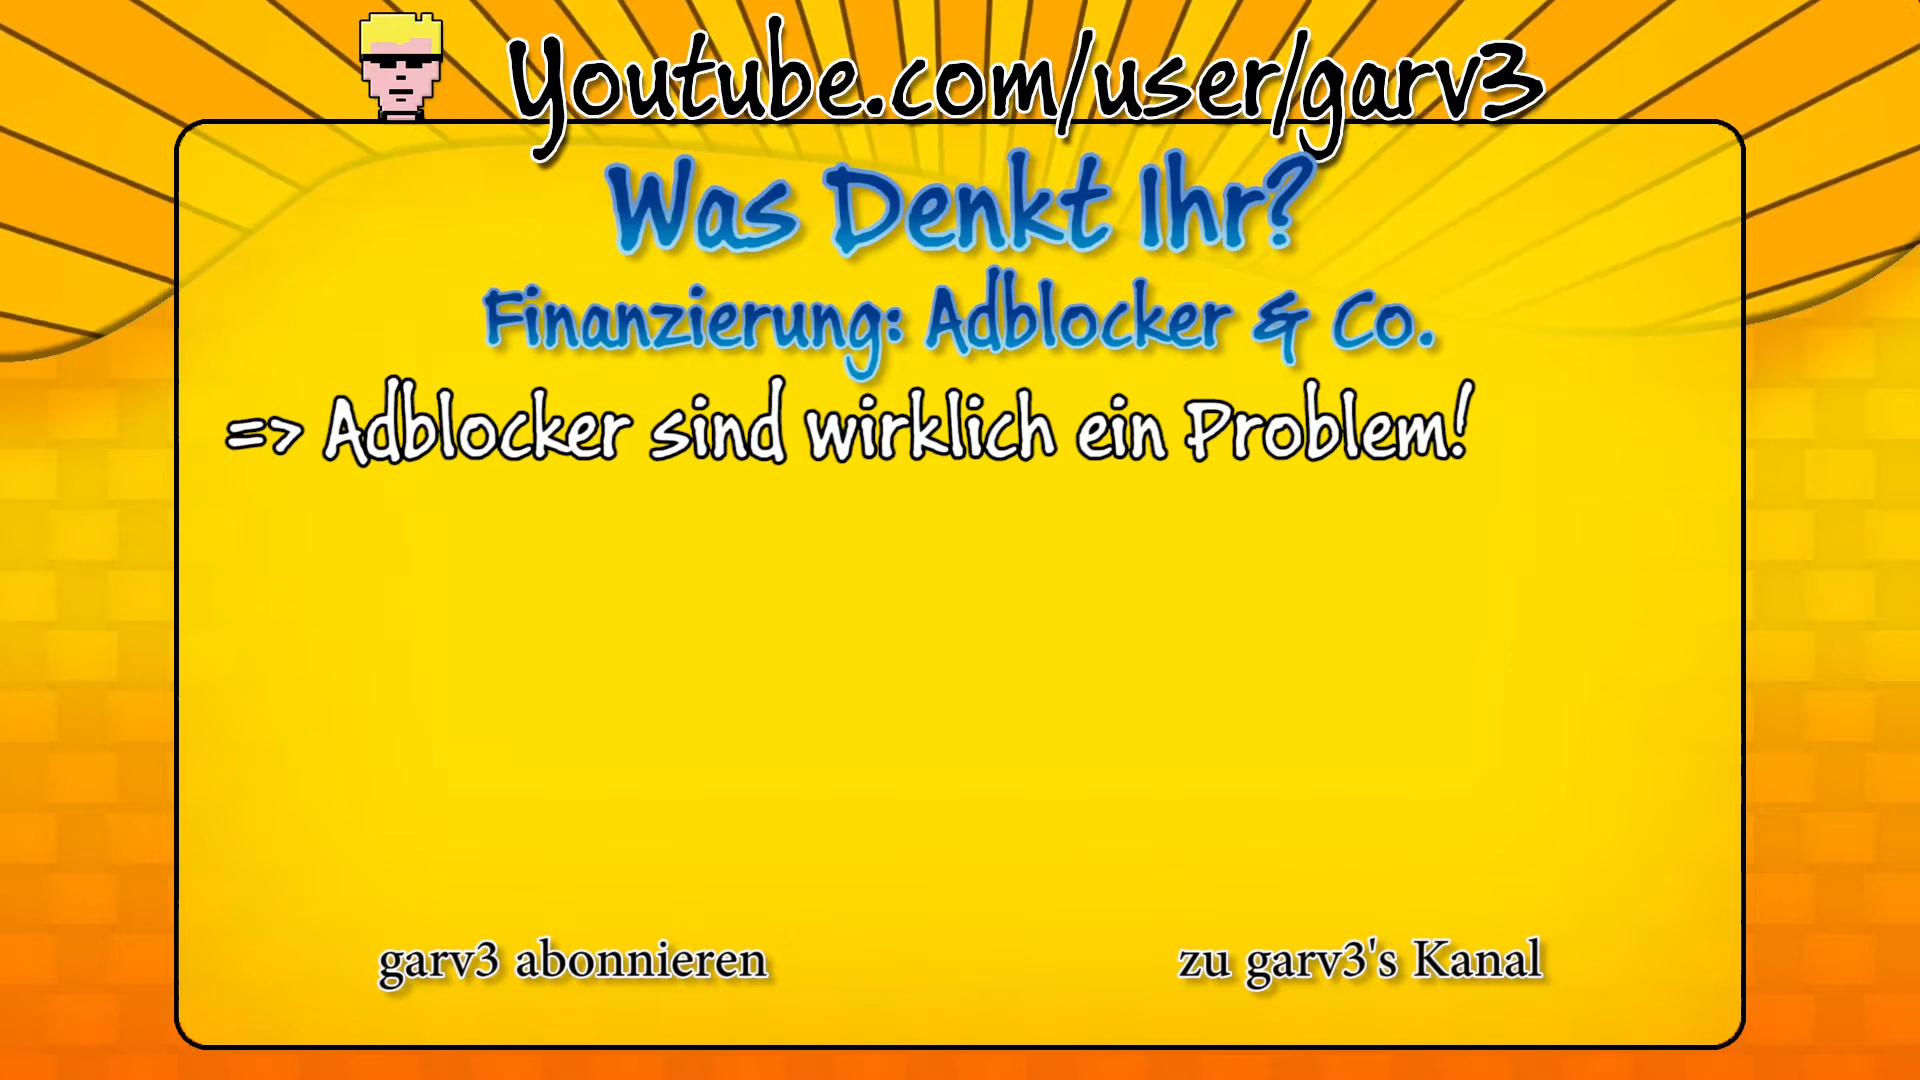 Youtube.com/user/garv3
Was Denkt Ihr?
Finanzierung: Adblocker & Co.
=> Adblocker sind wirklich ein Problem!
garv3 abonnieren
zu garv3's Kanal